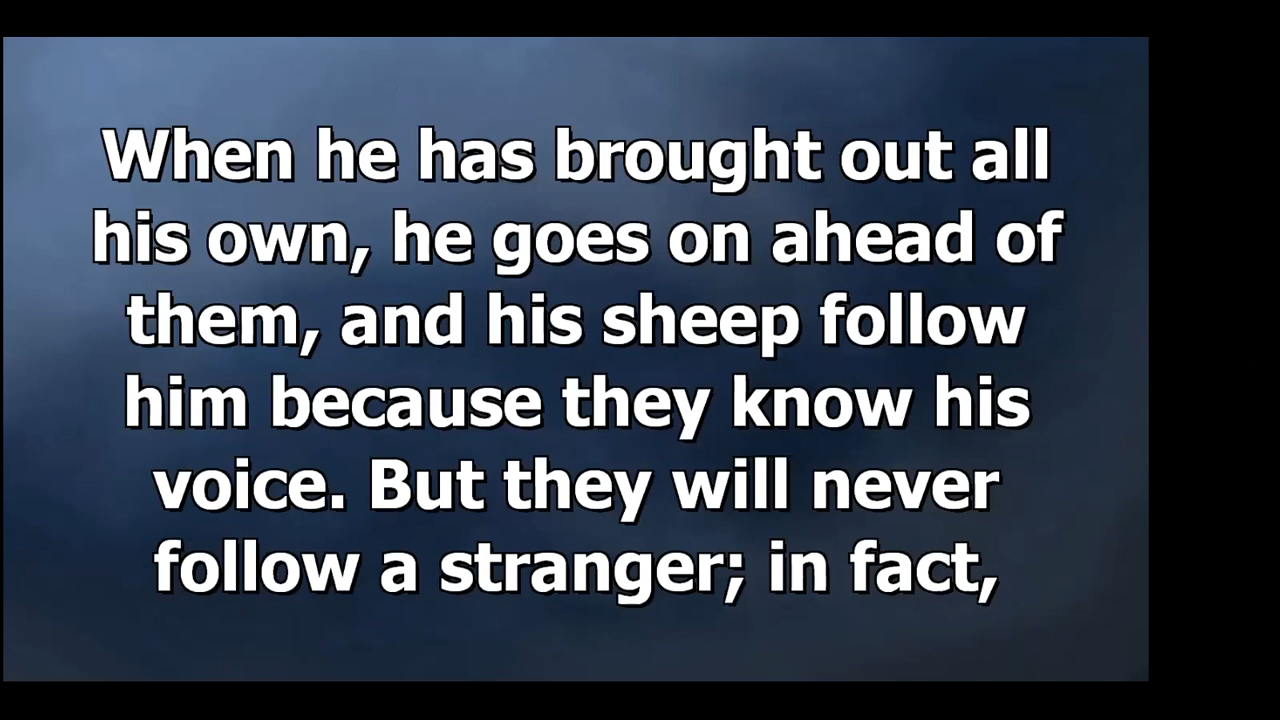 When he has brought out all
his own, he goes on ahead of
them, and his sheep follow
him because they know his
voice. But they will never
follow a stranger; in fact,